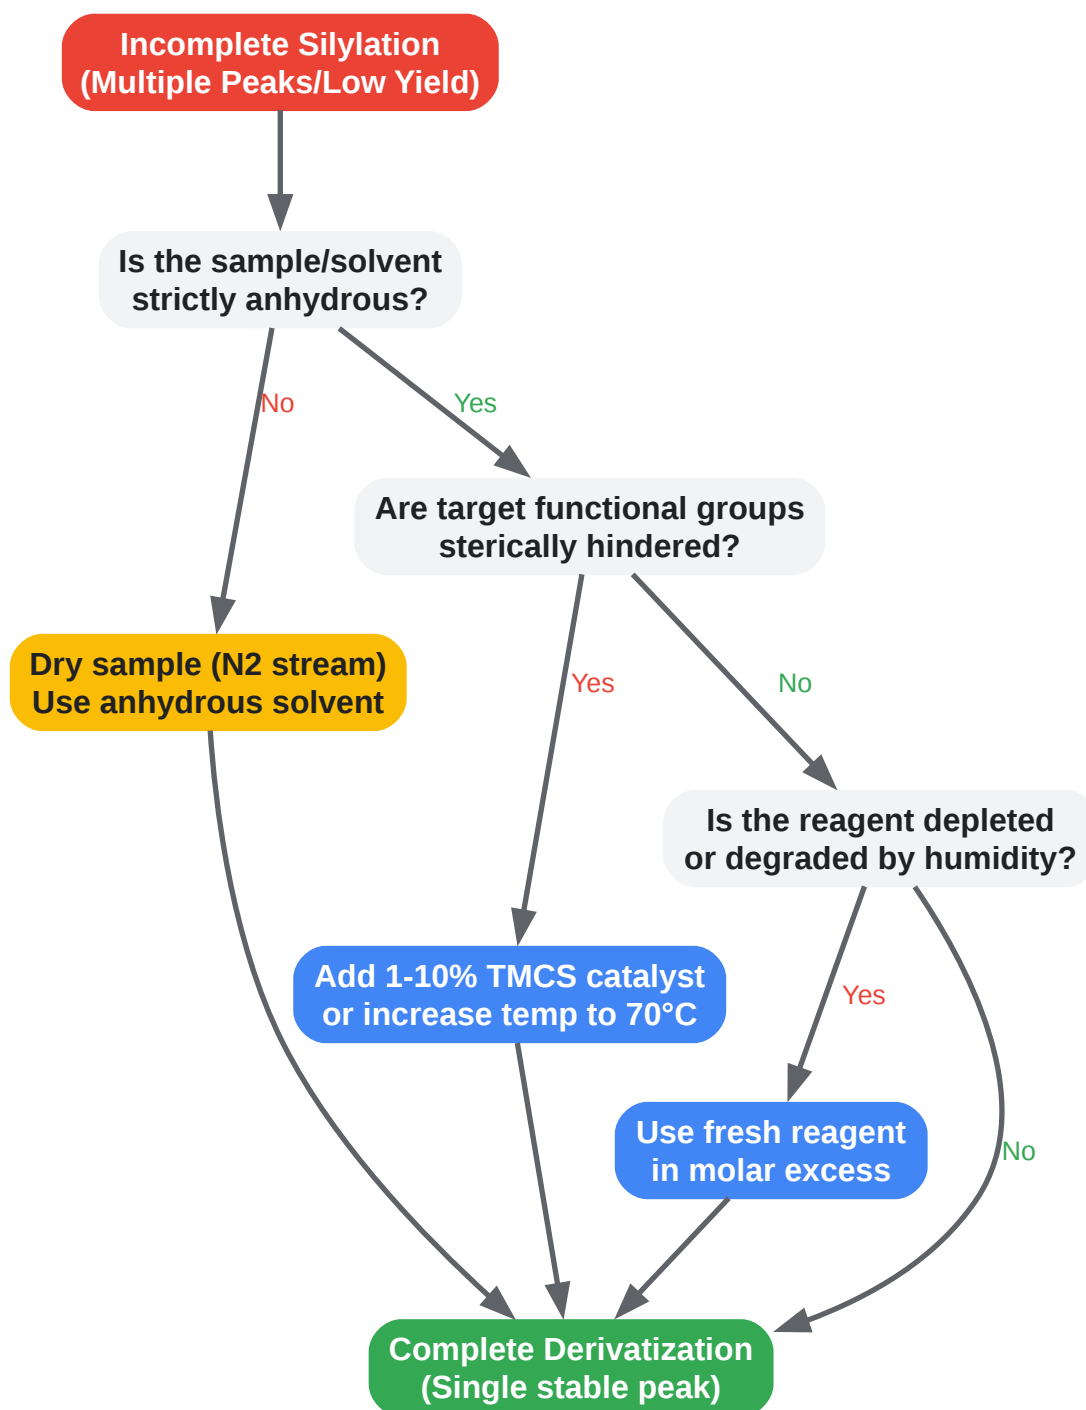 Incomplete Silylation
(Multiple Peaks/Low Yield)
Is the sample/solvent
strictly anhydrous?
No
Yes
Are target functional groups
sterically hindered?
Dry sample (N2 stream)
Use anhydrous solvent
Yes
No
Is the reagent depleted
or degraded by humidity?
Add 1-10% TMCS catalyst
or increase temp to 70°C
Yes
Use fresh reagent
in molar excess
No
Complete Derivatization
(Single stable peak)